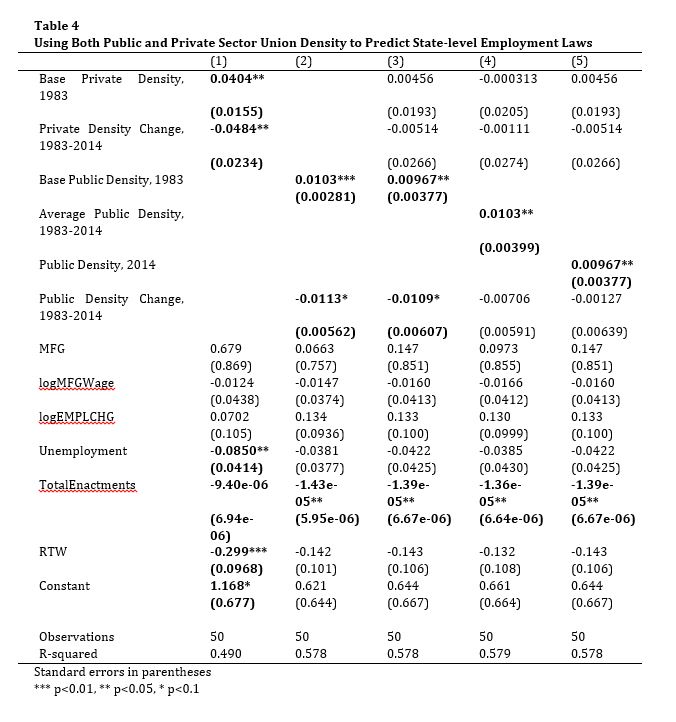 Table 4
Using Both Public and Private Sector Union Density to Predict State-level Employment Laws
(1) (2) (3) (4) (5)
Base Private Density, 0.0404** 0.00456 -0.000313 0.00456
1983
(0.0155) (0.0193) (0.0205) (0.0193)
Private Density Change, -0.0484** -0.00514 -0.00111 -0.00514
1983-2014
(0.0234) (0.0266) (0.0274) (0.0266)
Base Public Density, 1983 0.0103*** 0.00967**
(0.00281) (0.00377)
Average Public Density, 0.0103**
1983-2014
(0.00399)
Public Density, 2014 0.00967**
(0.00377)
Public Density Change, -0.0113* -0.0109* -0.00706 -0.00127
1983-2014
(0.00562) (0.00607) (0.00591) (0.00639)
MFG 0.679 0.0663 0.147 0.0973 0.147
(0.869) (0.757) (0.851) (0.855) (0.851)
logMFGWage -0.0124 -0.0147 -0.0160 -0.0166 -0.0160
(0.0438) (0.0374) (0.0413) (0.0412) (0.0413)
logEMPLCHG 0.0702 0.134 0.133 0.130 0.133
(0.105) (0.0936) (0.100) (0.0999) (0.100)
Unemployment -0.0850** -0.0381 -0.0422 -0.0385 -0.0422
(0.0414) (0.0377) (0.0425) (0.0430) (0.0425)
TotalEnactments -9.40e-06 -1.43e- -1.39e- -1.36e- -1.39e-
05** 05** 05** 05**
(6.94e- (5.95e-06) (6.67e-06) (6.64e-06) (6.67e-06)
06)
RTW -0.299*** -0.142 -0.143 -0.132 -0.143
(0.0968) (0.101) (0.106) (0.108) (0.106)
Constant 1.168* 0.621 0.644 0.661 0.644
(0.677) (0.644) (0.667) (0.664) (0.667)
Observations 50 50 50 50 50
R-squared 0.490 0.578 0.578 0.579 0.578
Standard errors in parentheses
*** p<0.01, ** p<0.05, * p<0.1